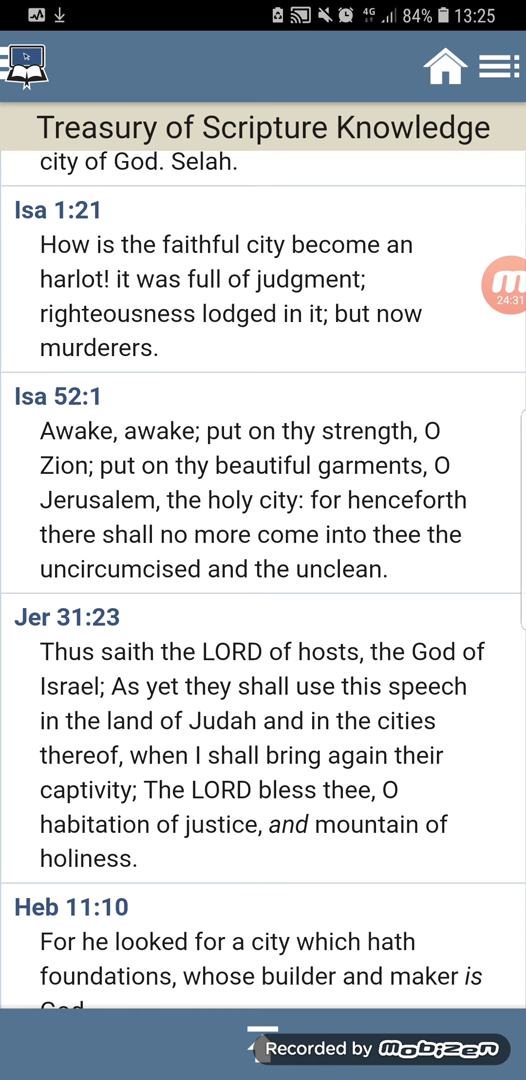 4G 84% 13:25
Treasury of Scripture Knowledge
city of God. Selah.
Isa 1:21
How is the faithful city become an
harlot! it was full of judgment;
righteousness lodged in it; but now
murderers.
24:31
Isa 52:1
Awake, awake; put on thy strength, O
Zion; put on thy beautiful garments, O
Jerusalem, the holy city: for henceforth
there shall no more come into thee the
uncircumcised and the unclean.
Jer 31:23
Thus saith the LORD of hosts, the God of
Israel; As yet they shall use this speech
in the land of Judah and in the cities
thereof, when I shall bring again their
captivity; The LORD bless thee, O
habitation of justice, and mountain of
holiness.
Heb 11:10
For he looked for a city which hath
foundations, whose builder and maker is
God
Recorded by mobizen